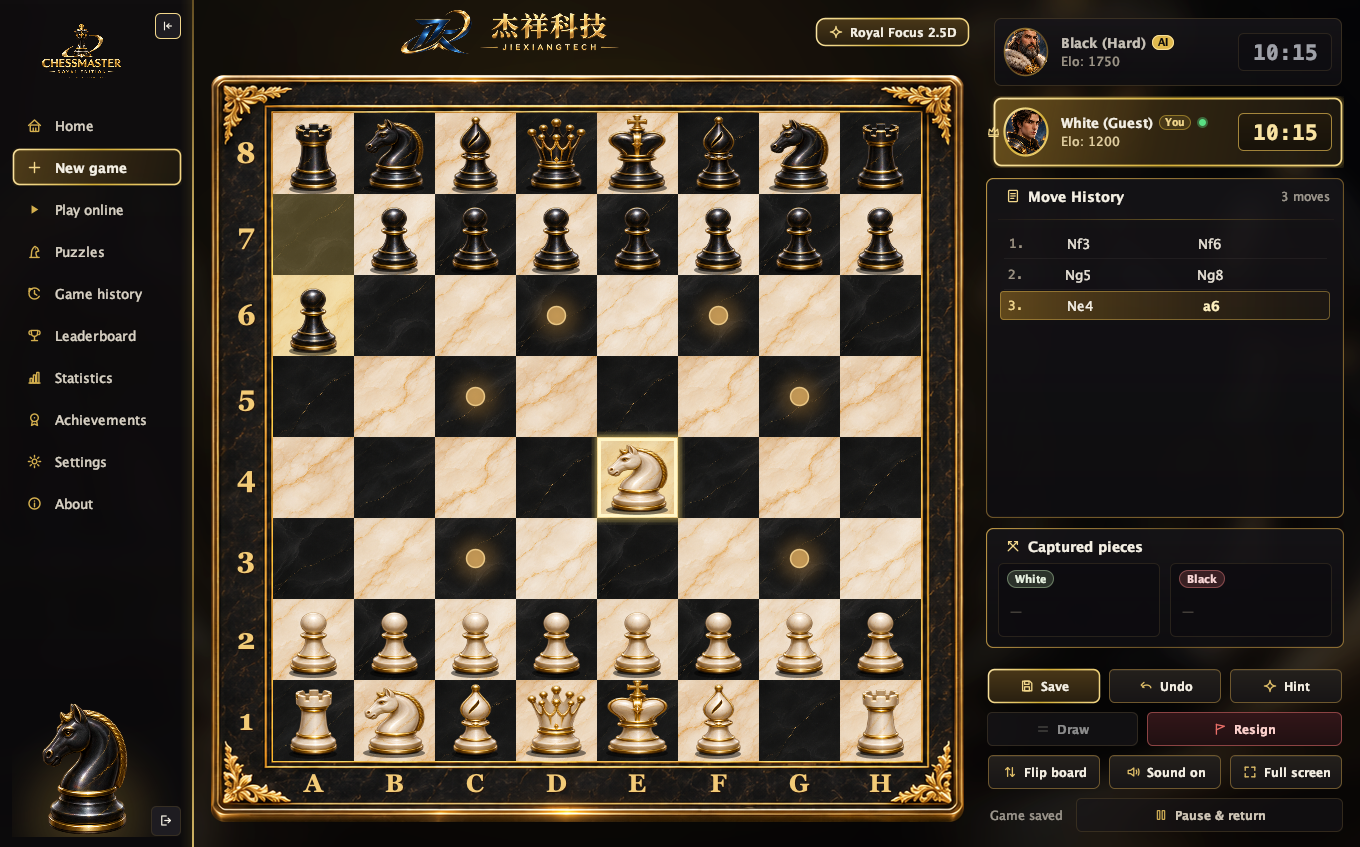 CHESSMASTER
ROYAL EDITION
Home
New game
Play online
Puzzles
Game history
Leaderboard
Statistics
Achievements
Settings
About
杰祥科技
JIEXIANGTECH
Royal Focus 2.5D
8
7
6
5
4
3
2
1
A B C D E F G H
Black (Hard) AI
Elo: 1750
10:15
White (Guest) You
Elo: 1200
10:15
Move History 3 moves
1. Nf3 Nf6
2. Ng5 Ng8
3. Ne4 a6
Captured pieces
White Black
— —
Save Undo Hint
Draw Resign
Flip board Sound on Full screen
Game saved Pause & return